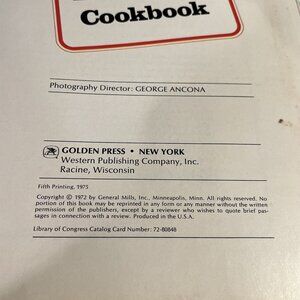 Cookbook
Photography Director: GEORGE ANCONA
GOLDEN PRESS • NEW YORK
Western Publishing Company, Inc.
Racine, Wisconsin
Fifth Printing, 1975
Copyright © 1972 by General Mills, Inc., Minneapolis, Minn. All rights reserved. No
portion of this book may be reprinted in any form or any manner without the written
permission of the publishers, except by a reviewer who wishes to quote brief pas-
sages in connection with a review. Produced in the U.S.A.
Library of Congress Catalog Card Number: 72-80848